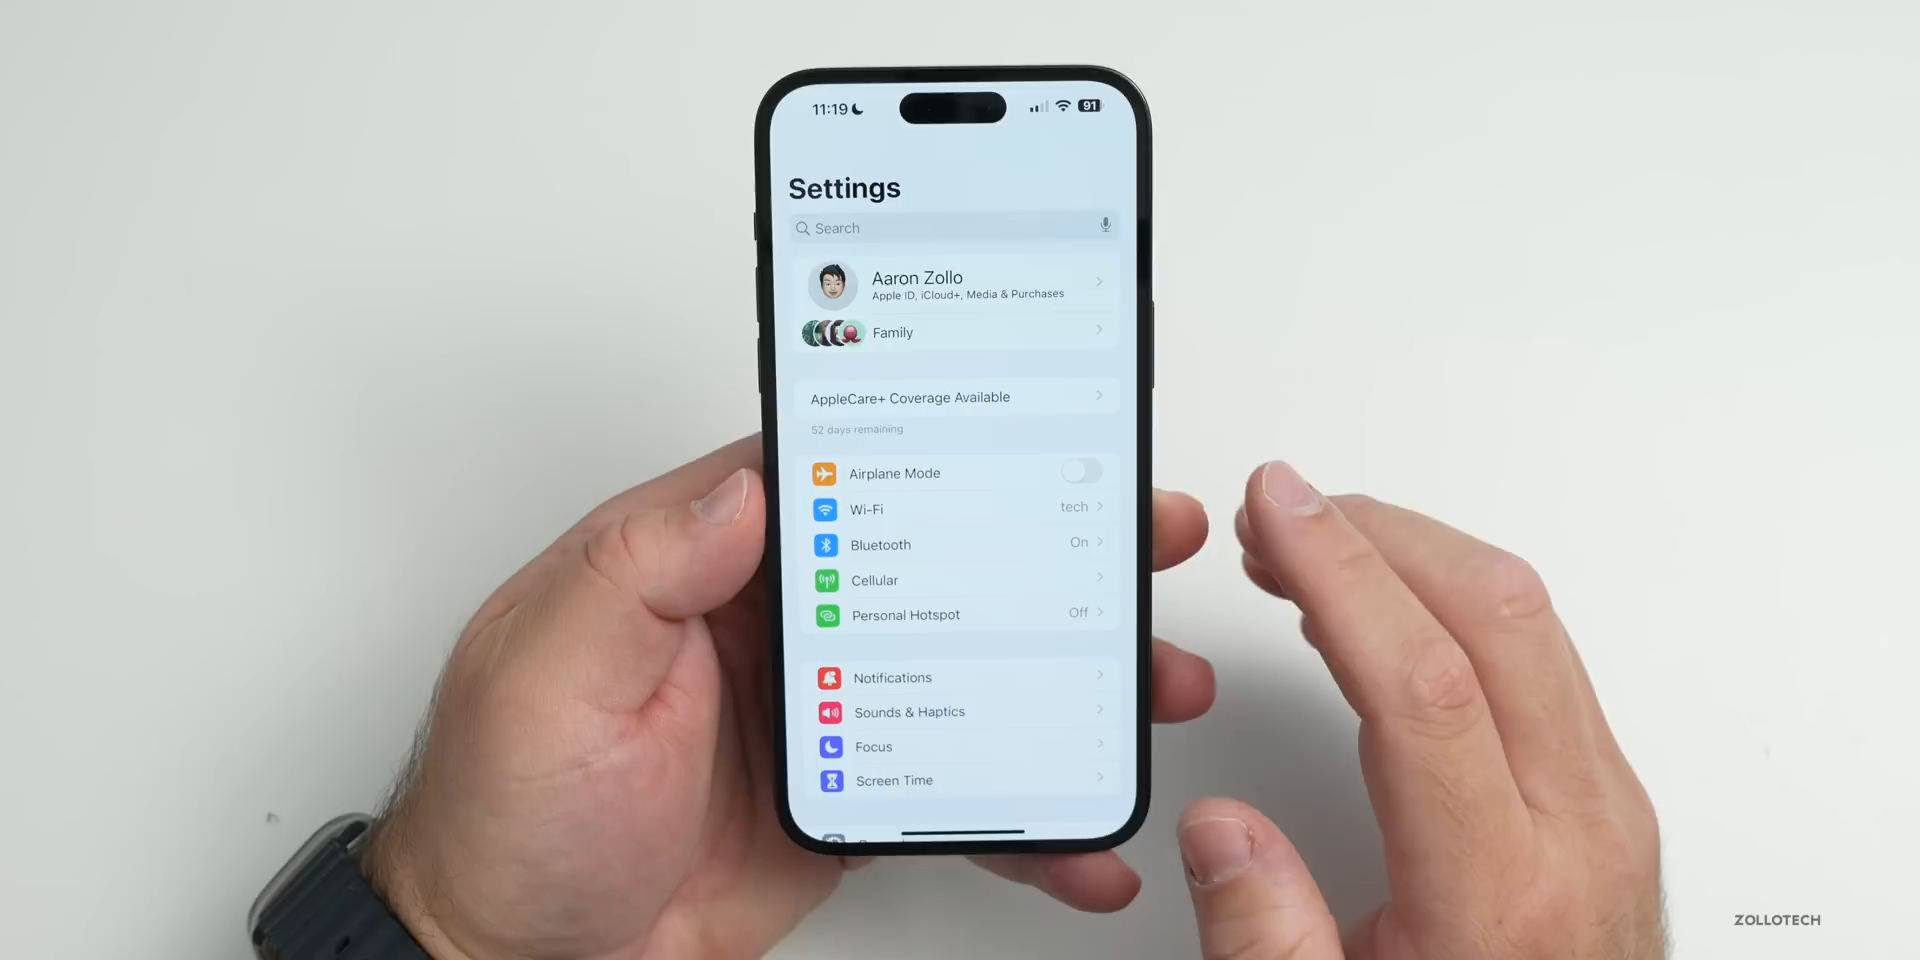 11:19
91
Settings
Search
Aaron Zollo
Apple ID, iCloud+, Media & Purchases
Family
AppleCare+ Coverage Available
52 days remaining
Airplane Mode
Wi-Fi tech
Bluetooth On
Cellular
Personal Hotspot Off
Notifications
Sounds & Haptics
Focus
Screen Time
ZOLLOTECH